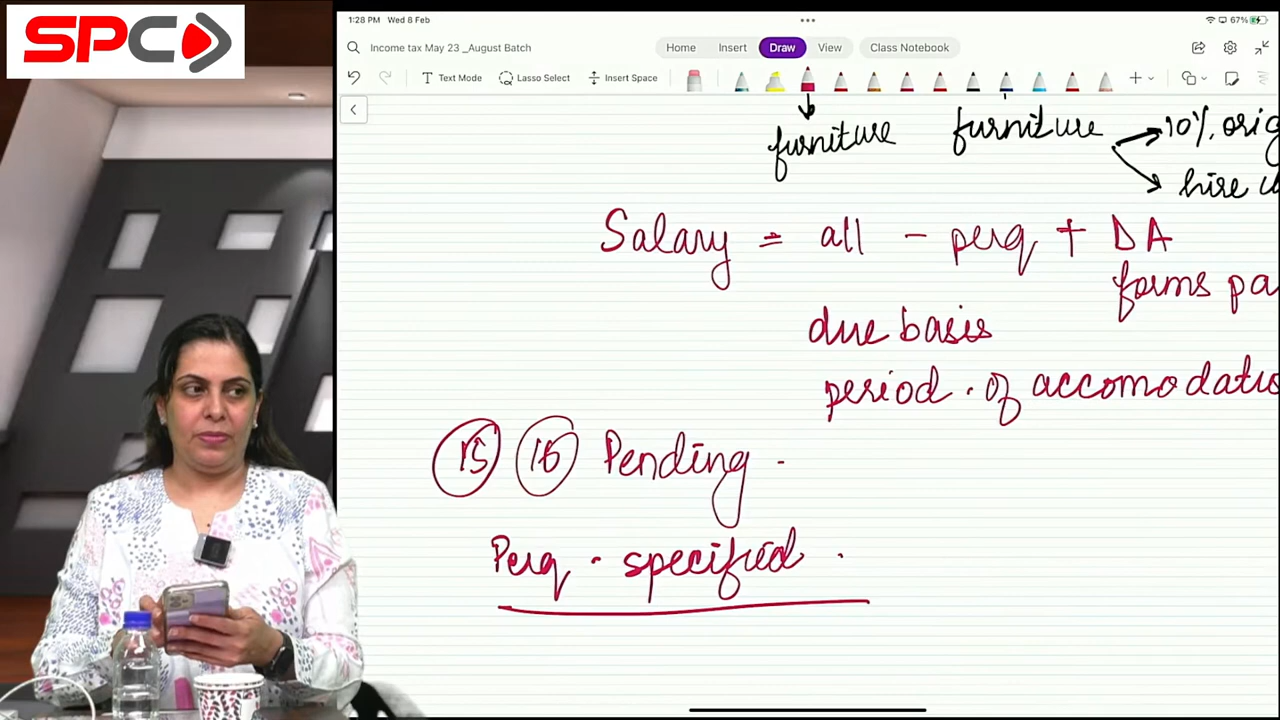 SPC
1:28 PM Wed 8 Feb
67%
Income tax May 23 _August Batch
Home Insert Draw View Class Notebook
Text Mode Lasso Select Insert Space
furniture furniture 10% orig
hire
Salary = all - perq + DA
forms pa
due basis
period of accomodatio
15 16 Pending
Perq - specified